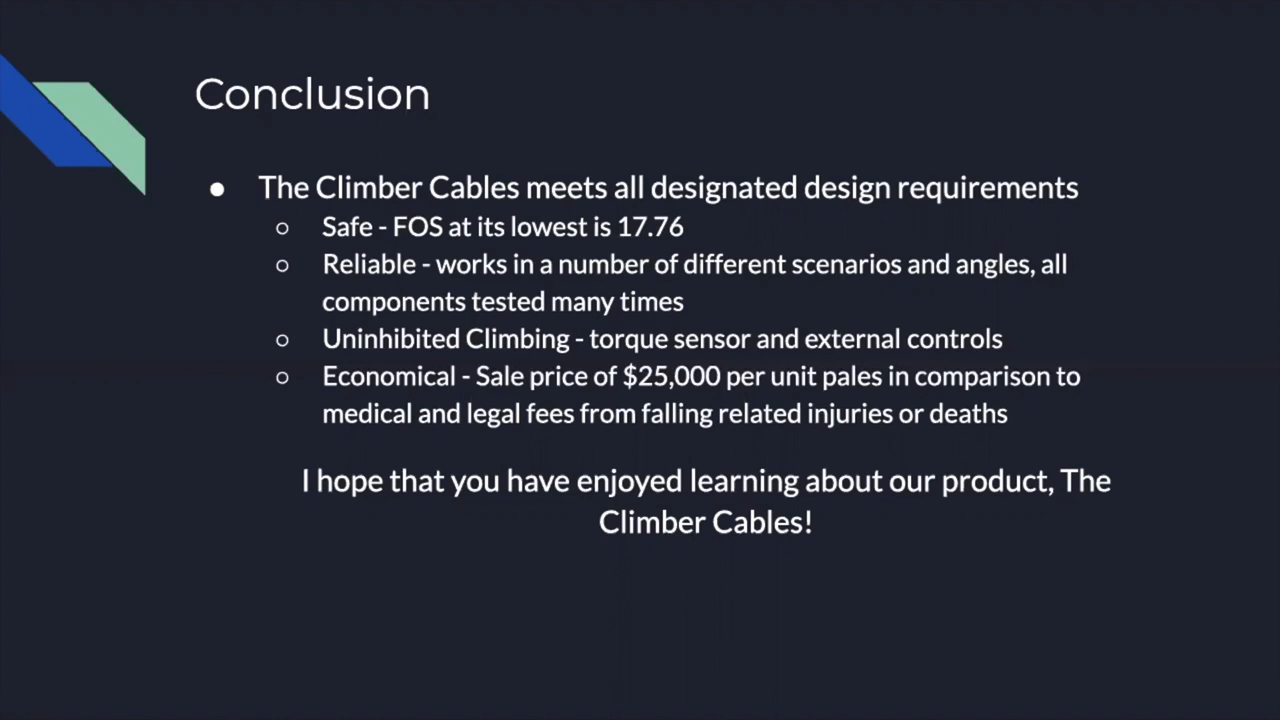 Conclusion
● The Climber Cables meets all designated design requirements
○ Safe - FOS at its lowest is 17.76
○ Reliable - works in a number of different scenarios and angles, all
components tested many times
○ Uninhibited Climbing - torque sensor and external controls
○ Economical - Sale price of $25,000 per unit pales in comparison to
medical and legal fees from falling related injuries or deaths
I hope that you have enjoyed learning about our product, The
Climber Cables!